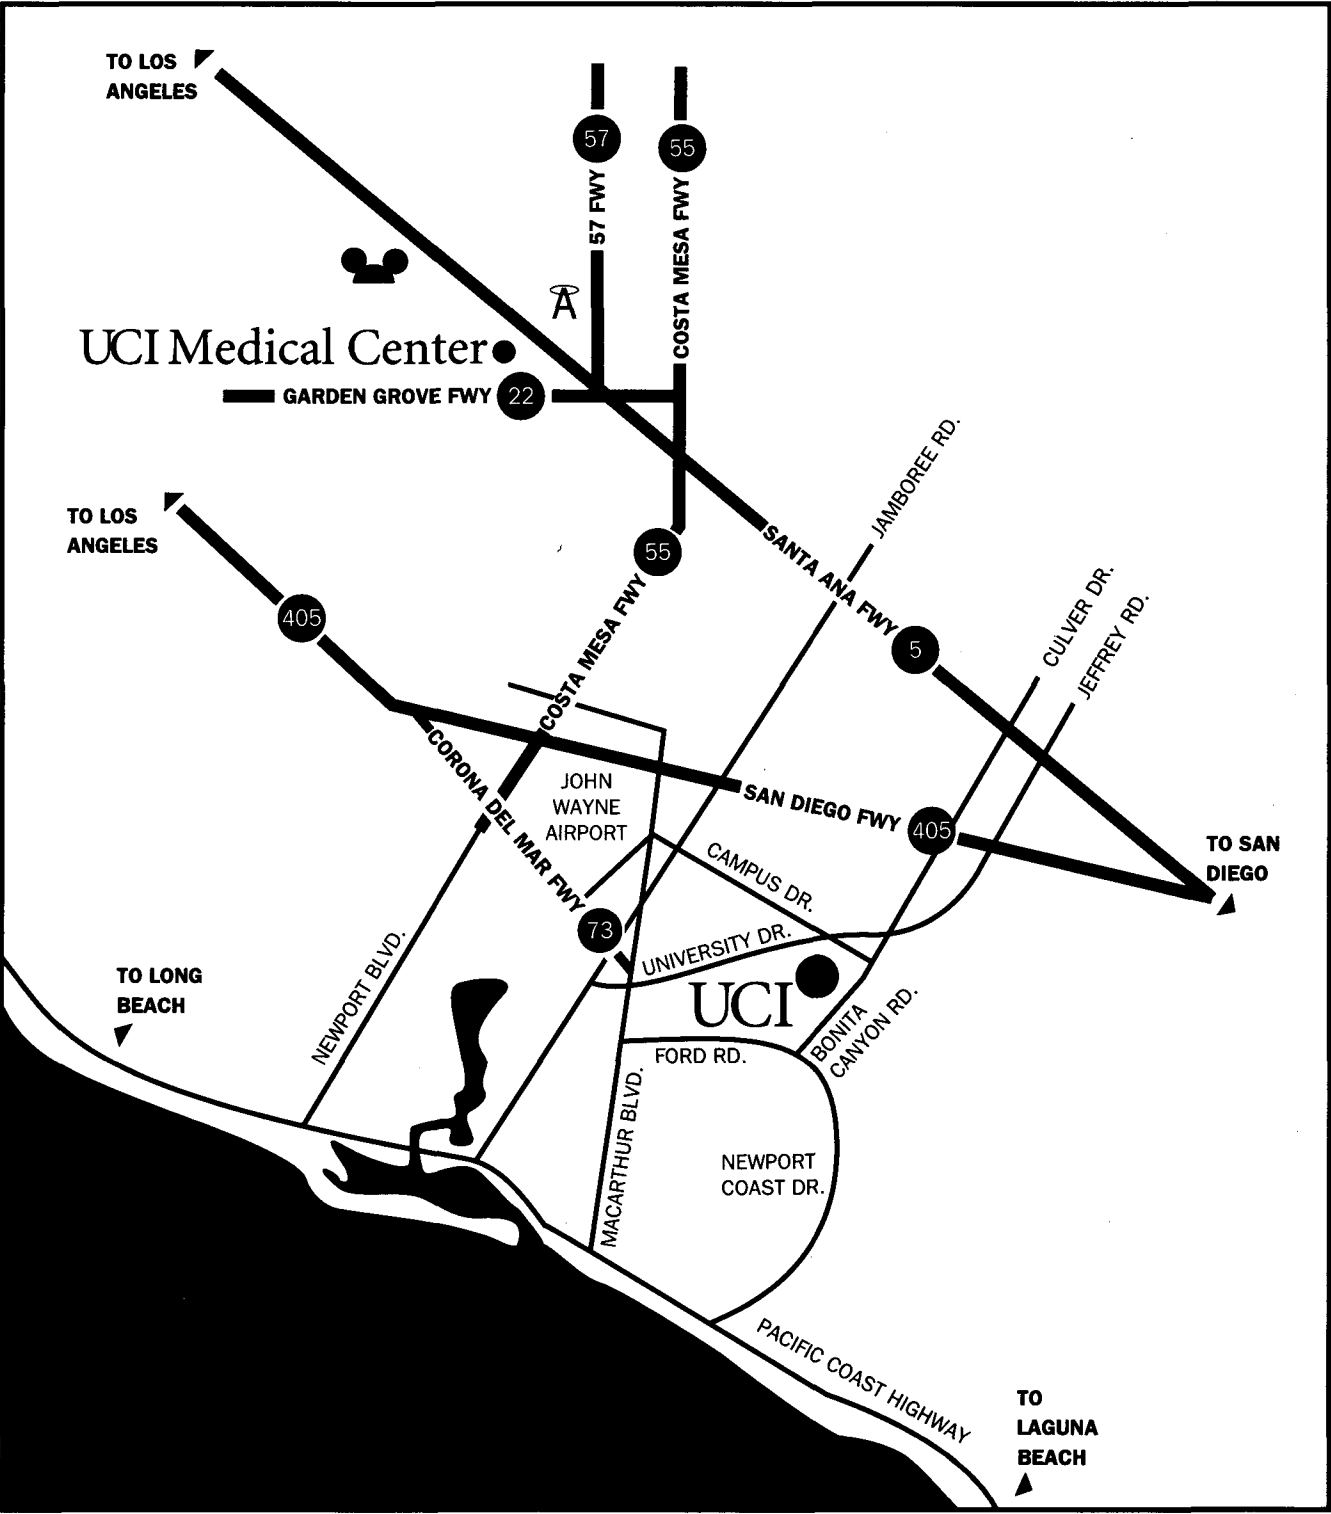 TO LOS
ANGELES
57
55
57 FWY
COSTA MESA FWY
A
UCI Medical Center
GARDEN GROVE FWY
22
JAMBOREE RD.
TO LOS
ANGELES
55
SANTA ANA FWY
405
COSTA MESA FWY
5
CULVER DR.
JEFFREY RD.
CORONA DEL MAR FWY
JOHN
WAYNE
AIRPORT
SAN DIEGO FWY
405
TO SAN
DIEGO
CAMPUS DR.
73
UNIVERSITY DR.
NEWPORT BLVD.
TO LONG
BEACH
UCI
BONITA
CANYON RD.
FORD RD.
MACARTHUR BLVD.
NEWPORT
COAST DR.
PACIFIC COAST HIGHWAY
TO
LAGUNA
BEACH